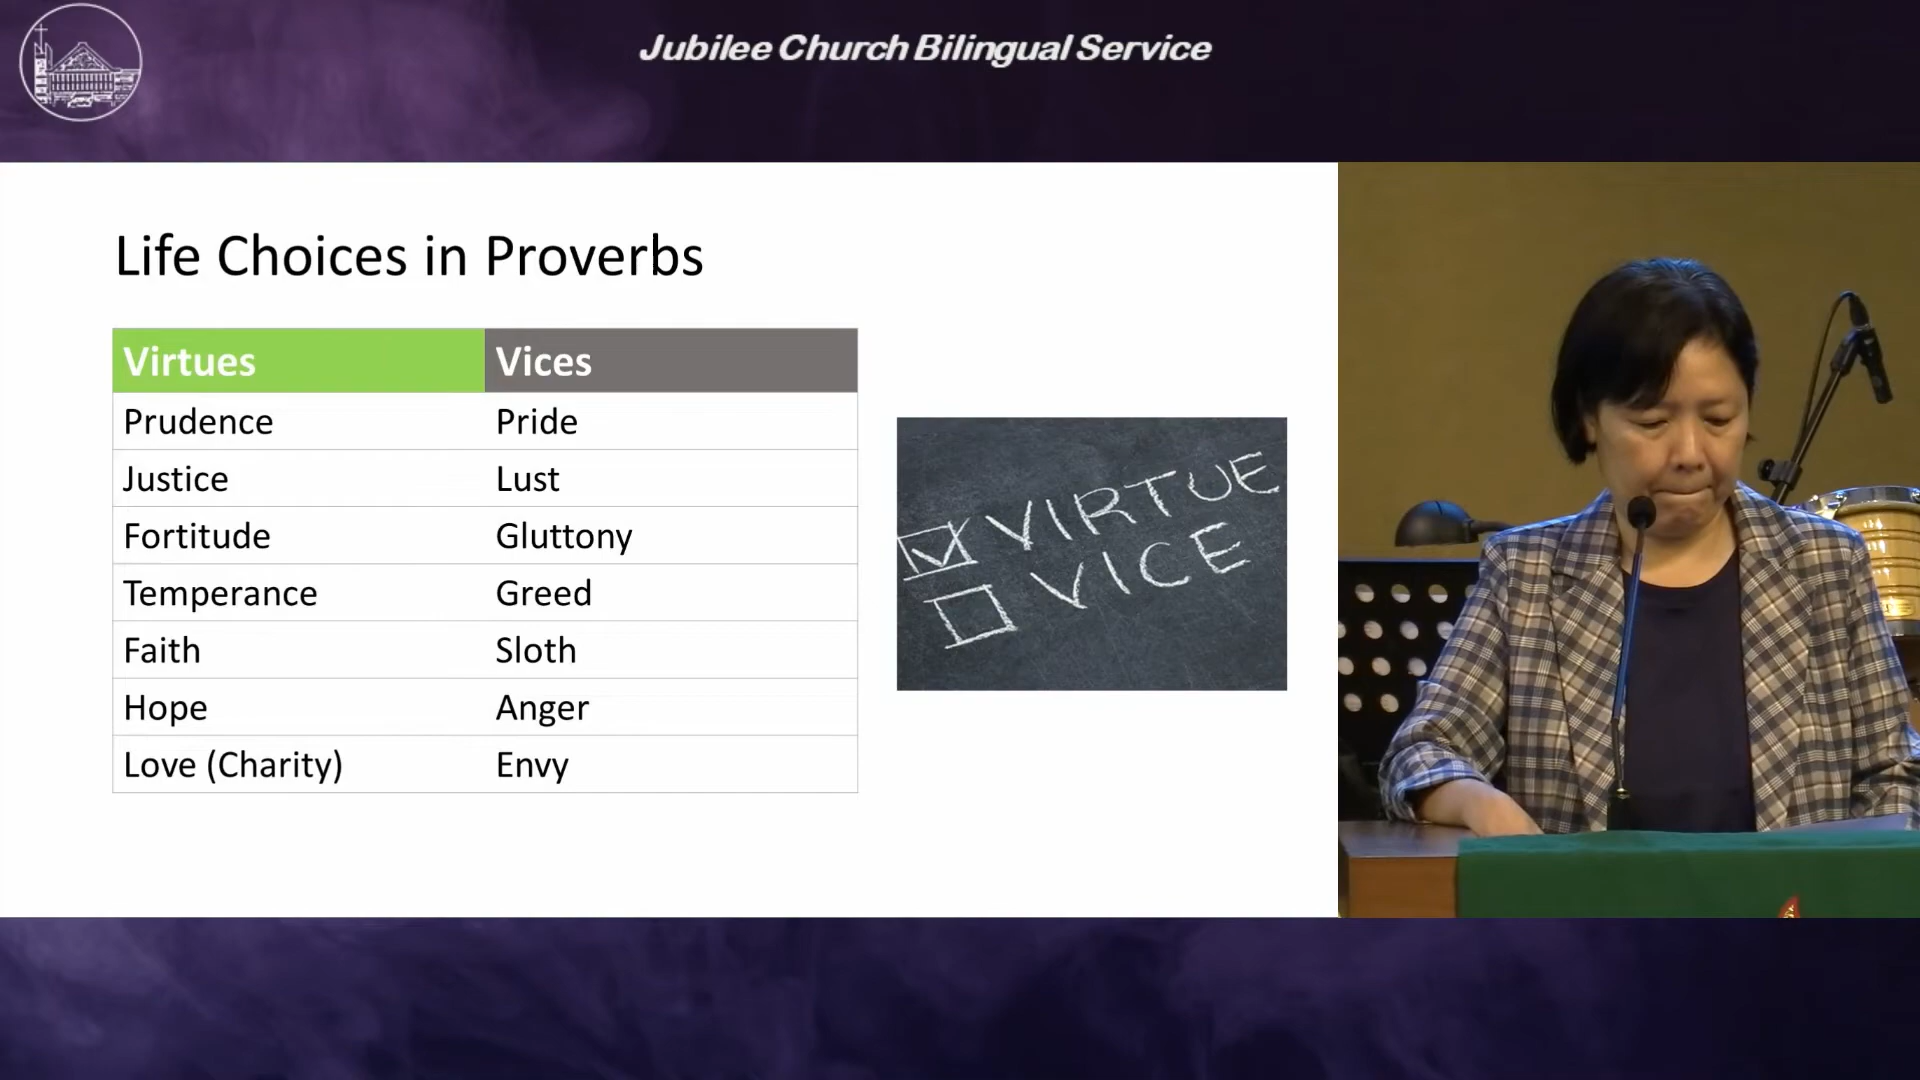 Jubilee Church Bilingual Service
Life Choices in Proverbs
Virtues Vices
Prudence Pride
Justice Lust
Fortitude Gluttony
Temperance Greed
Faith Sloth
Hope Anger
Love (Charity) Envy
VIRTUE
VICE